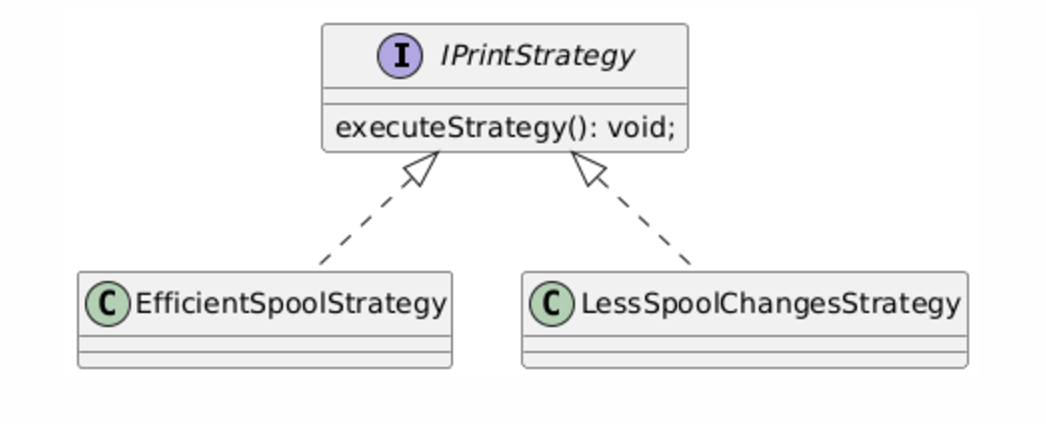 I IPrintStrategy
executeStrategy(): void;
C EfficientSpoolStrategy
C LessSpoolChangesStrategy